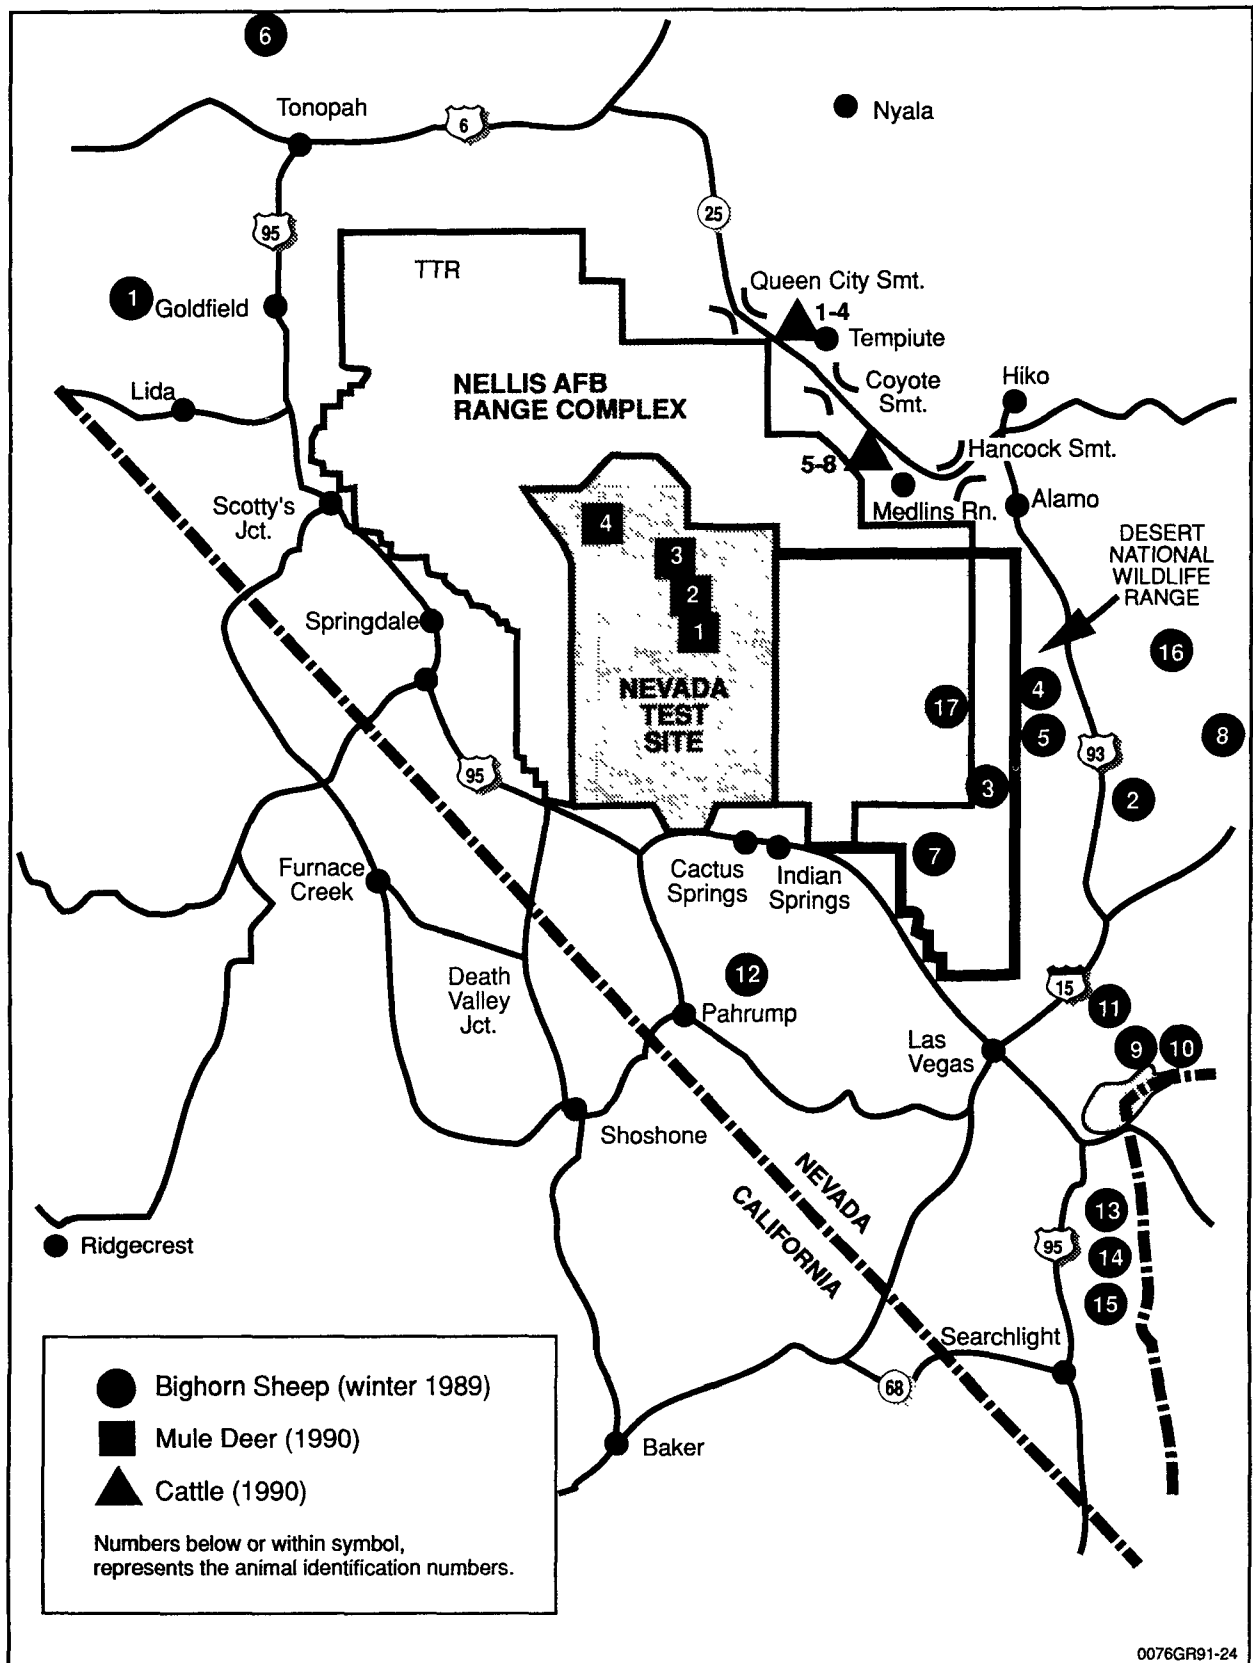 6
Tonopah
6
Nyala
25
95
TTR
Queen City Smt.
1
Goldfield
1-4
Tempiute
NELLIS AFB
RANGE COMPLEX
Lida
Coyote
Smt.
Hiko
5-8
Hancock Smt.
Scotty's
Jct.
Medlins Rn.
Alamo
4
3
2
1
DESERT
NATIONAL
WILDLIFE
RANGE
Springdale
16
NEVADA
TEST
SITE
17
4
5
8
95
93
3
2
7
Furnace
Creek
Cactus
Springs
Indian
Springs
Death
Valley
Jct.
12
Pahrump
15
11
Las
Vegas
9
10
Shoshone
NEVADA
CALIFORNIA
13
14
15
95
Ridgecrest
Searchlight
68
Baker
Bighorn Sheep (winter 1989)
Mule Deer (1990)
Cattle (1990)
Numbers below or within symbol,
represents the animal identification numbers.
0076GR91-24